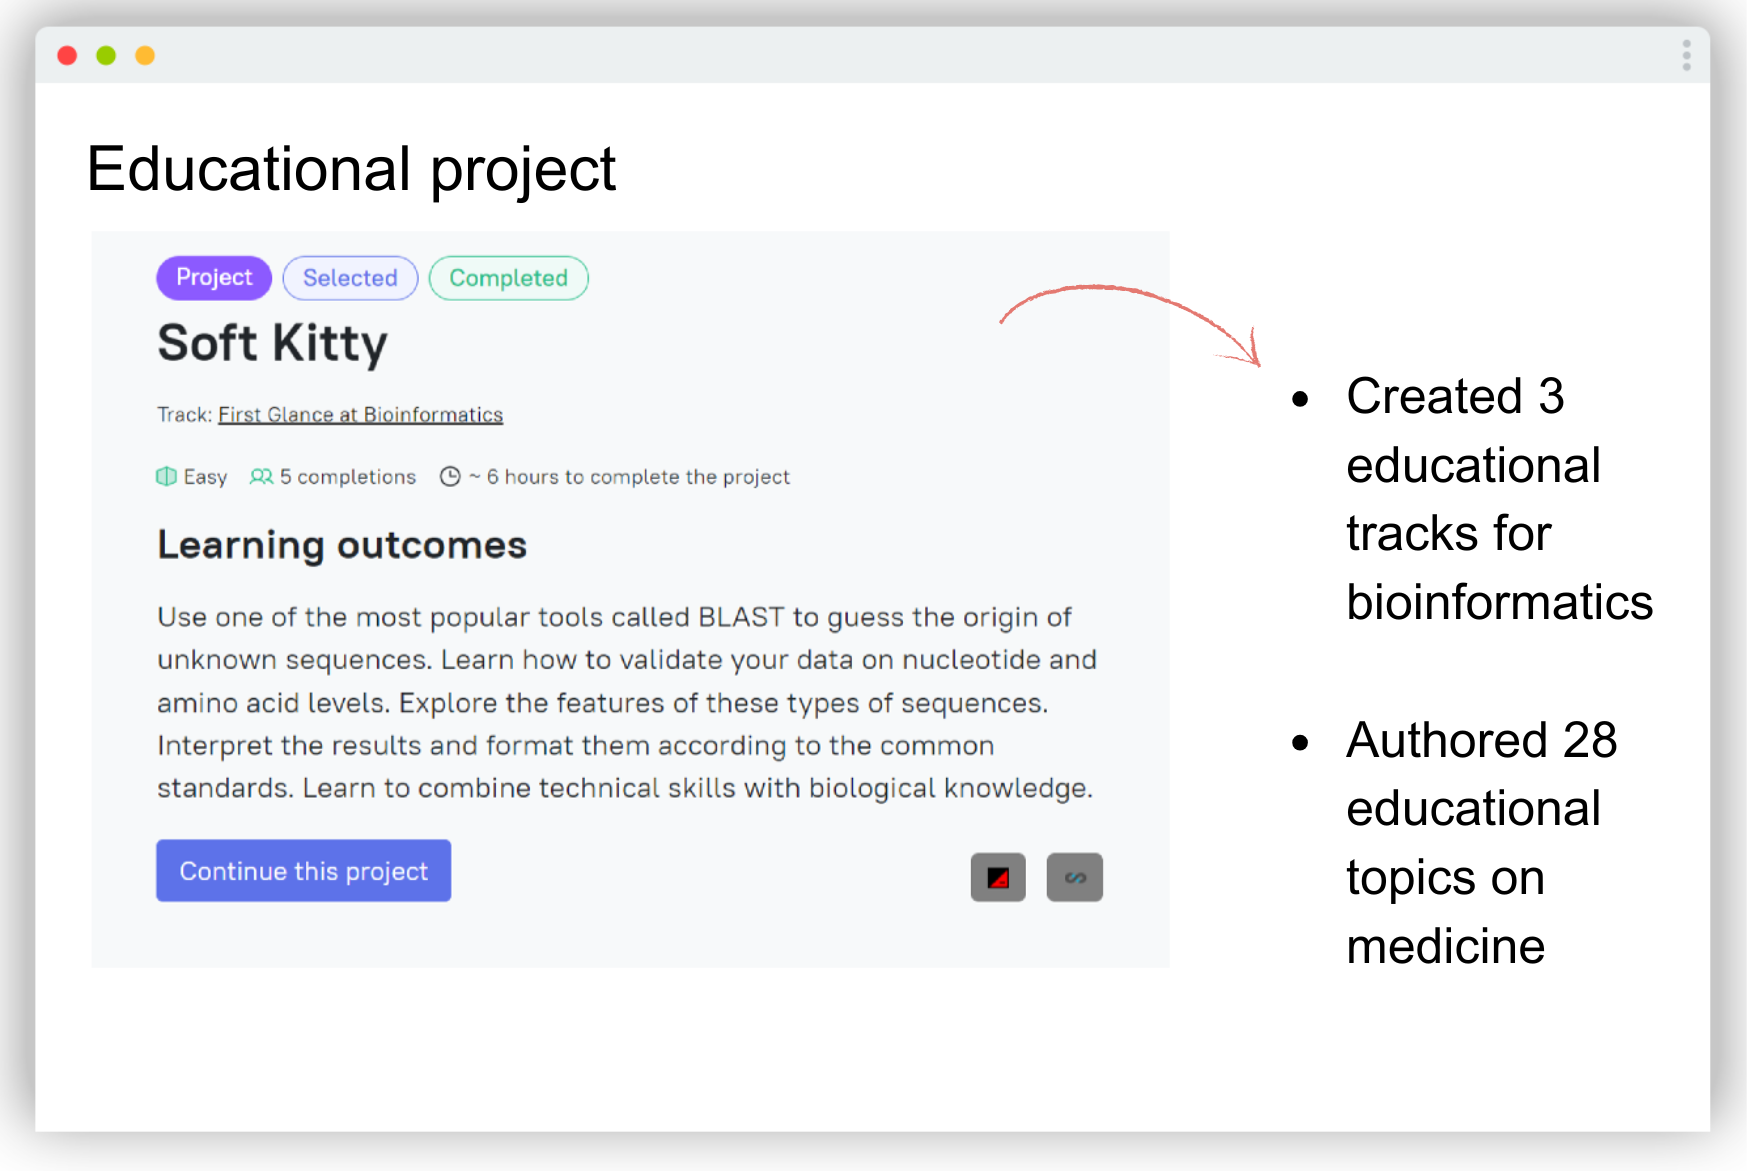 Educational project
Project Selected Completed
Soft Kitty
Track: First Glance at Bioinformatics
Easy 5 completions ~ 6 hours to complete the project
Learning outcomes
Use one of the most popular tools called BLAST to guess the origin of
unknown sequences. Learn how to validate your data on nucleotide and
amino acid levels. Explore the features of these types of sequences.
Interpret the results and format them according to the common
standards. Learn to combine technical skills with biological knowledge.
Continue this project
• Created 3
educational
tracks for
bioinformatics
• Authored 28
educational
topics on
medicine